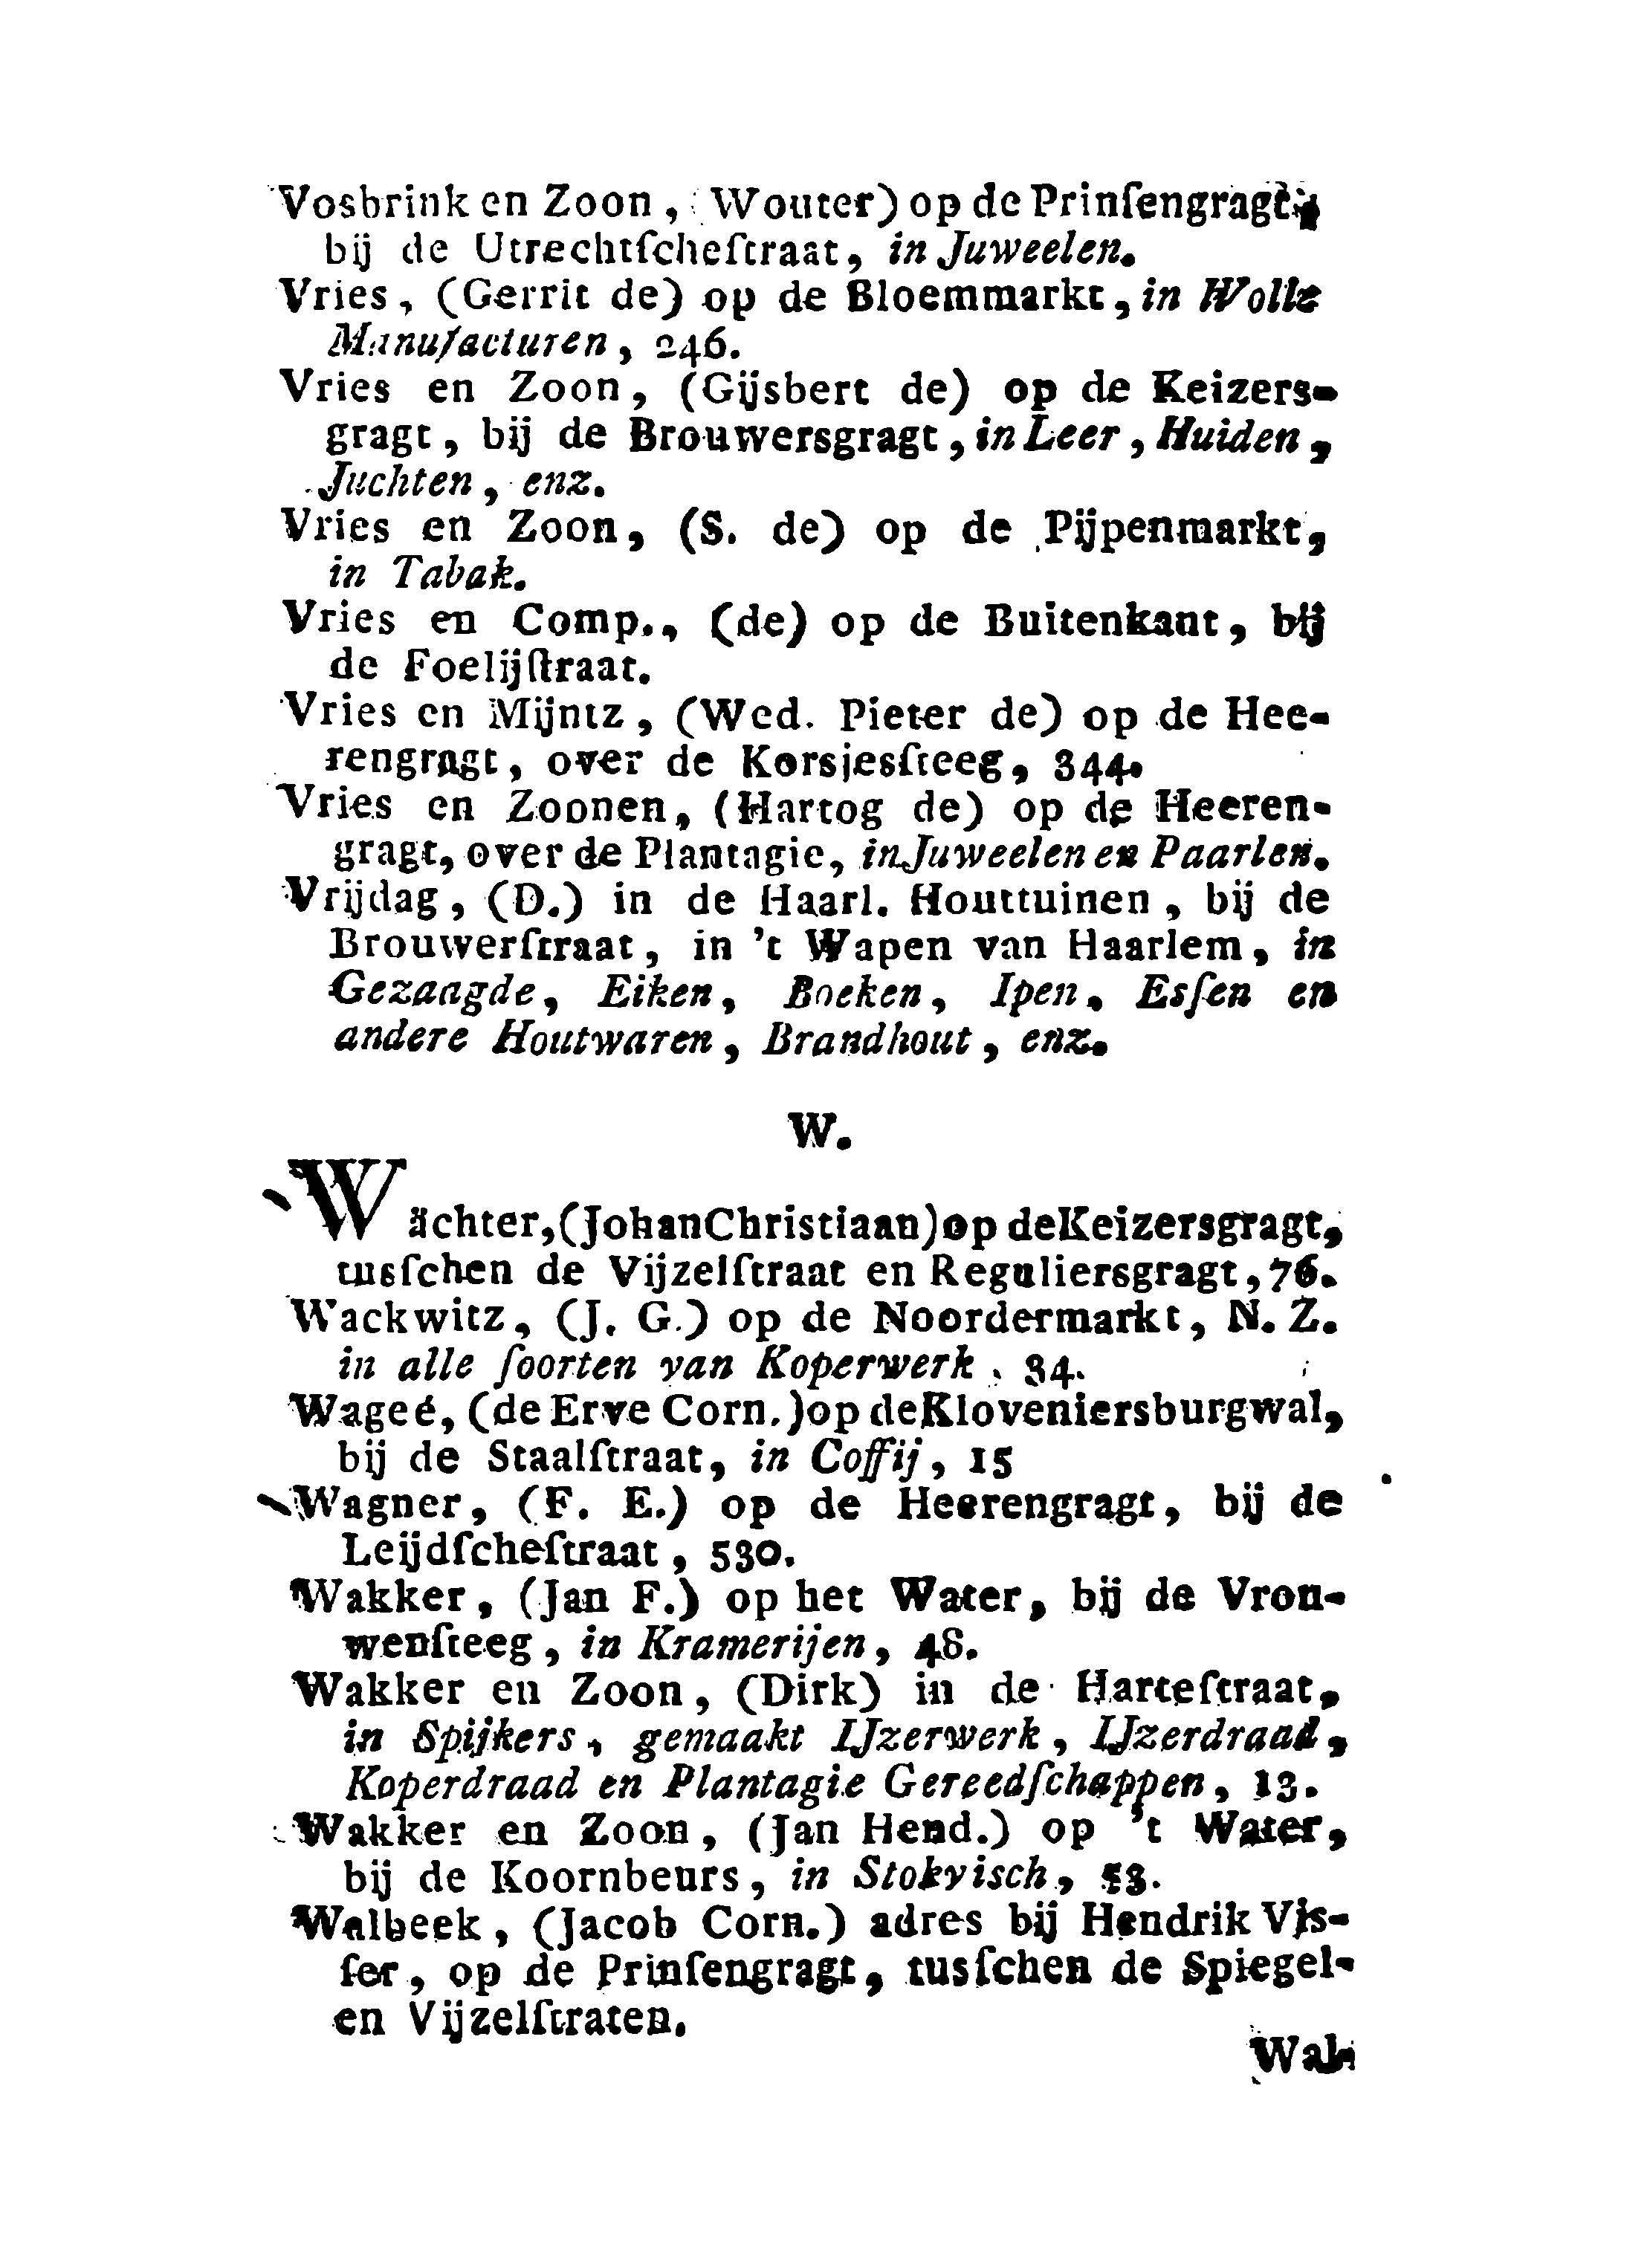 Vosbrink en Zoon, (Wouter) op de Prinſengragt,
bij de Utrechtſcheſtraat, in Juweelen.
Vries, (Gerrit de) op de Bloemmarkt, in Wolle
Manufacturen, 246.
Vries en Zoon, (Gijsbert de) op de Keizers-
gragt, bij de Brouwersgragt, in Leer, Huiden,
Juchten, enz.
Vries en Zoon, (S. de) op de Pijpenmarkt,
in Tabak.
Vries en Comp., (de) op de Buitenkant, bij
de Foelijſtraat.
Vries en Mijntz, (Wed. Pieter de) op de Hee-
rengragt, over de Korsjesſteeg, 344.
Vries en Zoonen, (Hartog de) op de Heeren-
gragt, over de Plantagie, in Juweelen en Paarlen.
Vrijdag, (D.) in de Haarl. Houttuinen, bij de
Brouwerſtraat, in 't Wapen van Haarlem, in
Gezaagde, Eiken, Boeken, Ipen, Esſen en
andere Houtwaren, Brandhout, enz.
W.
Wächter, (Johan Christiaan) op de Keizersgragt,
tusſchen de Vijzelſtraat en Reguliersgragt, 76.
Wackwitz, (J. G.) op de Noordermarkt, N. Z.
in alle ſoorten van Koperwerk, 34.
Wageé, (de Erve Corn.) op de Kloveniersburgwal,
bij de Staalſtraat, in Coffij, 15
Wagner, (F. E.) op de Heerengragt, bij de
Leijdſcheſtraat, 530.
Wakker, (Jan F.) op het Water, bij de Vron-
wenſteeg, in Kramerijen, 48.
Wakker en Zoon, (Dirk) in de Harteſtraat,
in Spijkers, gemaakt IJzerwerk, IJzerdraad,
Koperdraad en Plantagie Gereedſchappen, 13.
Wakker en Zoon, (Jan Hend.) op 't Water,
bij de Koornbeurs, in Stokvisch, 53.
Walbeek, (Jacob Corn.) adres bij Hendrik Vis-
ſer, op de Prinſengragt, tusſchen de Spiegel-
en Vijzelſtraten.
Wal-